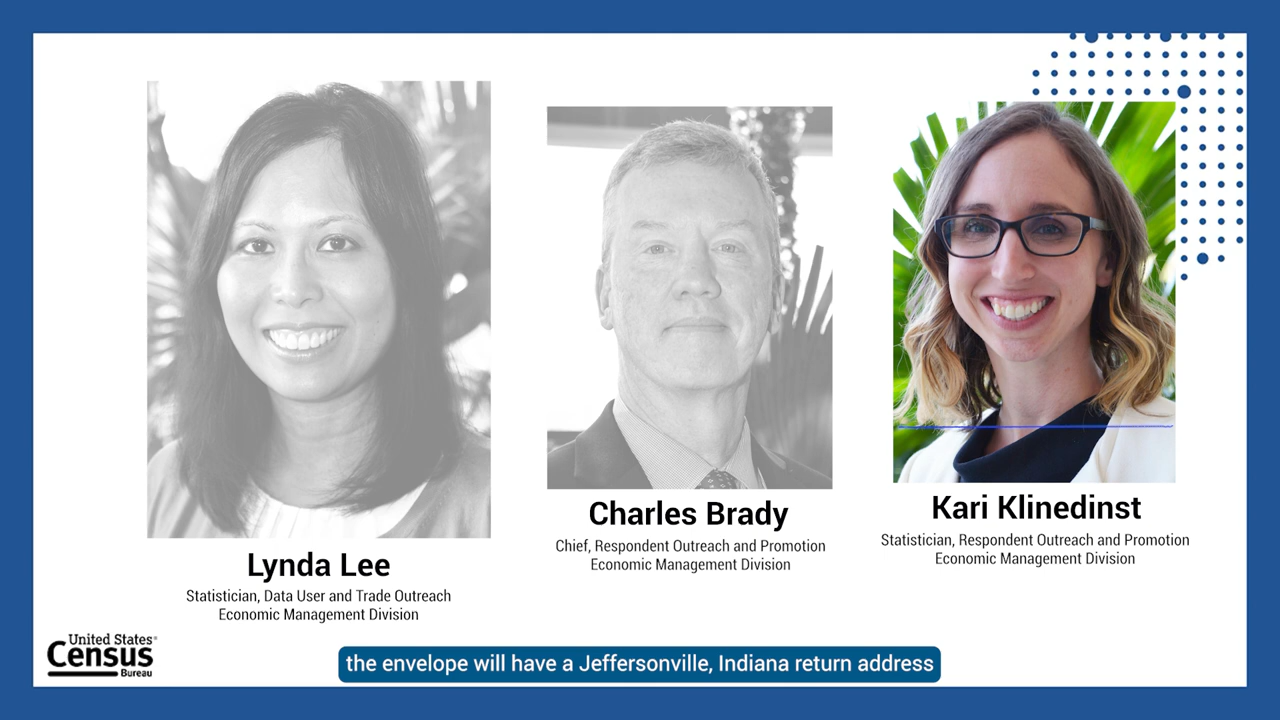 Lynda Lee
Statistician, Data User and Trade Outreach
Economic Management Division
Charles Brady
Chief, Respondent Outreach and Promotion
Economic Management Division
Kari Klinedinst
Statistician, Respondent Outreach and Promotion
Economic Management Division
United States®
Census
Bureau
the envelope will have a Jeffersonville, Indiana return address